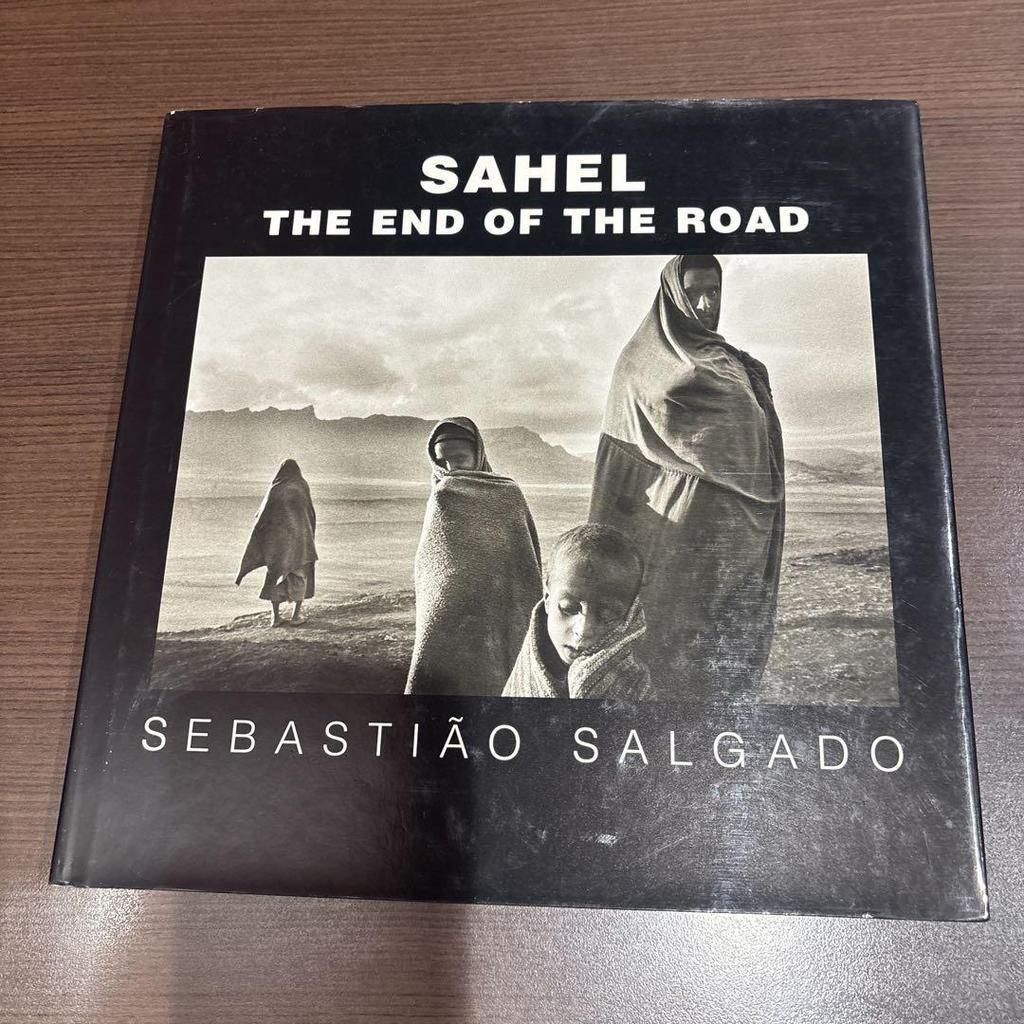 SAHEL
THE END OF THE ROAD
SEBASTIÃO SALGADO